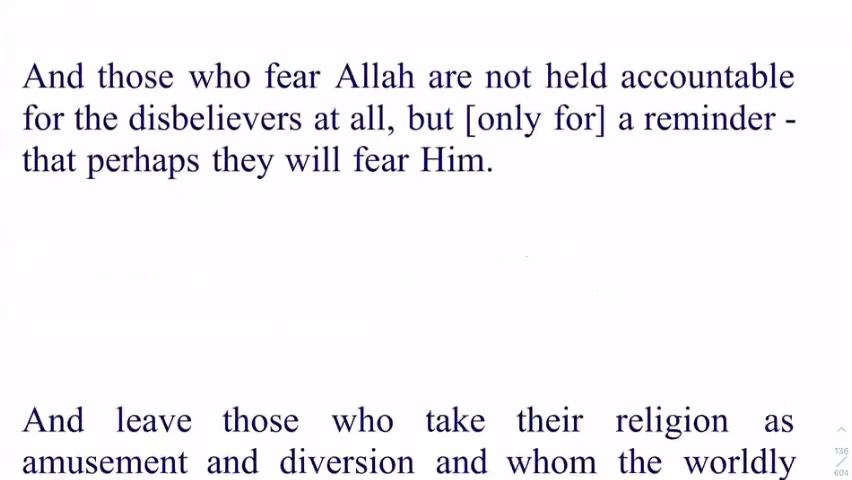 And those who fear Allah are not held accountable
for the disbelievers at all, but [only for] a reminder -
that perhaps they will fear Him.
And leave those who take their religion as
amusement and diversion and whom the worldly
136
/
604